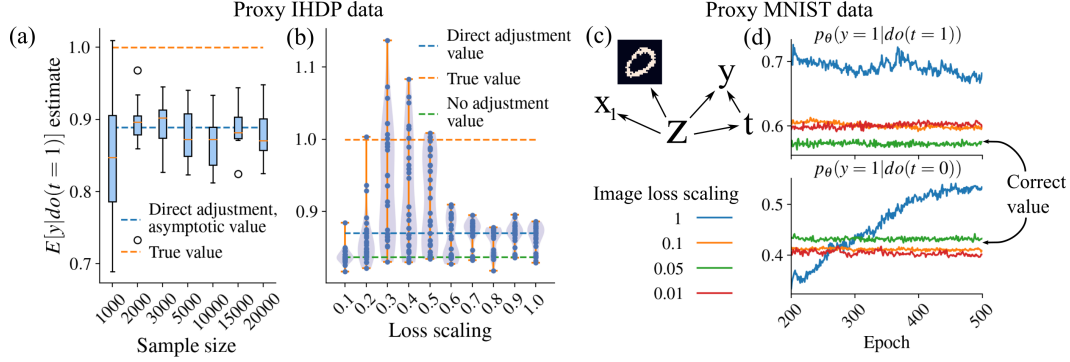 Proxy IHDP data
Proxy MNIST data
(a)
E[y|do(t = 1)] estimate
1.0
0.9
0.8
0.7
Direct adjustment,
asymptotic value
True value
1000
2000
3000
5000
10000
15000
20000
Sample size
(b)
Direct adjustment
value
True value
No adjustment
value
1.1
1.0
0.9
0.1
0.2
0.3
0.4
0.5
0.6
0.7
0.8
0.9
1.0
Loss scaling
(c)
x₁
Z
y
t
Image loss scaling
1
0.1
0.05
0.01
(d)
pθ(y = 1|do(t = 1))
0.7
0.6
pθ(y = 1|do(t = 0))
0.5
0.4
200
300
400
500
Epoch
Correct
value